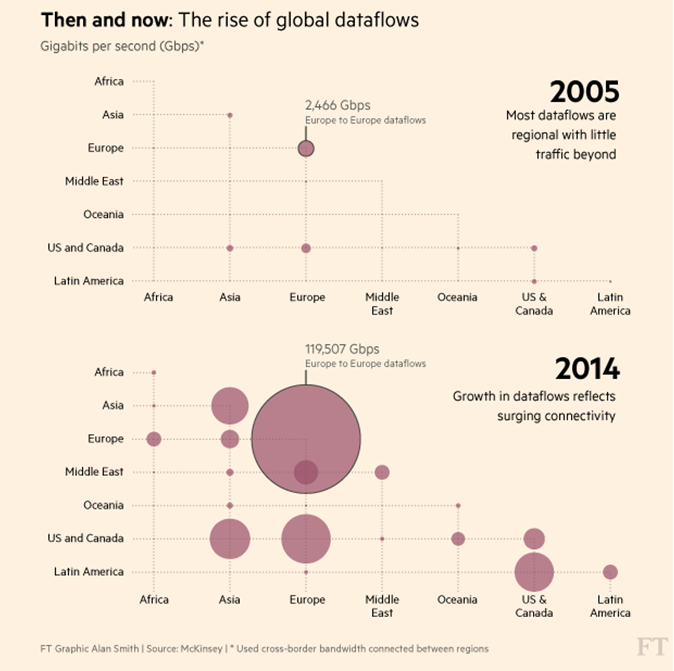 Then and now: The rise of global dataflows
Gigabits per second (Gbps)*
Africa
Asia
Europe
Middle East
Oceania
US and Canada
Latin America
2,466 Gbps
Europe to Europe dataflows
2005
Most dataflows are
regional with little
traffic beyond
Africa
Asia
Europe
Middle
East
Oceania
US &
Canada
Latin
America
119,507 Gbps
Europe to Europe dataflows
2014
Growth in dataflows reflects
surging connectivity
Africa
Asia
Europe
Middle East
Oceania
US and Canada
Latin America
Africa
Asia
Europe
Middle
East
Oceania
US &
Canada
Latin
America
FT Graphic Alan Smith | Source: McKinsey | * Used cross-border bandwidth connected between regions
FT